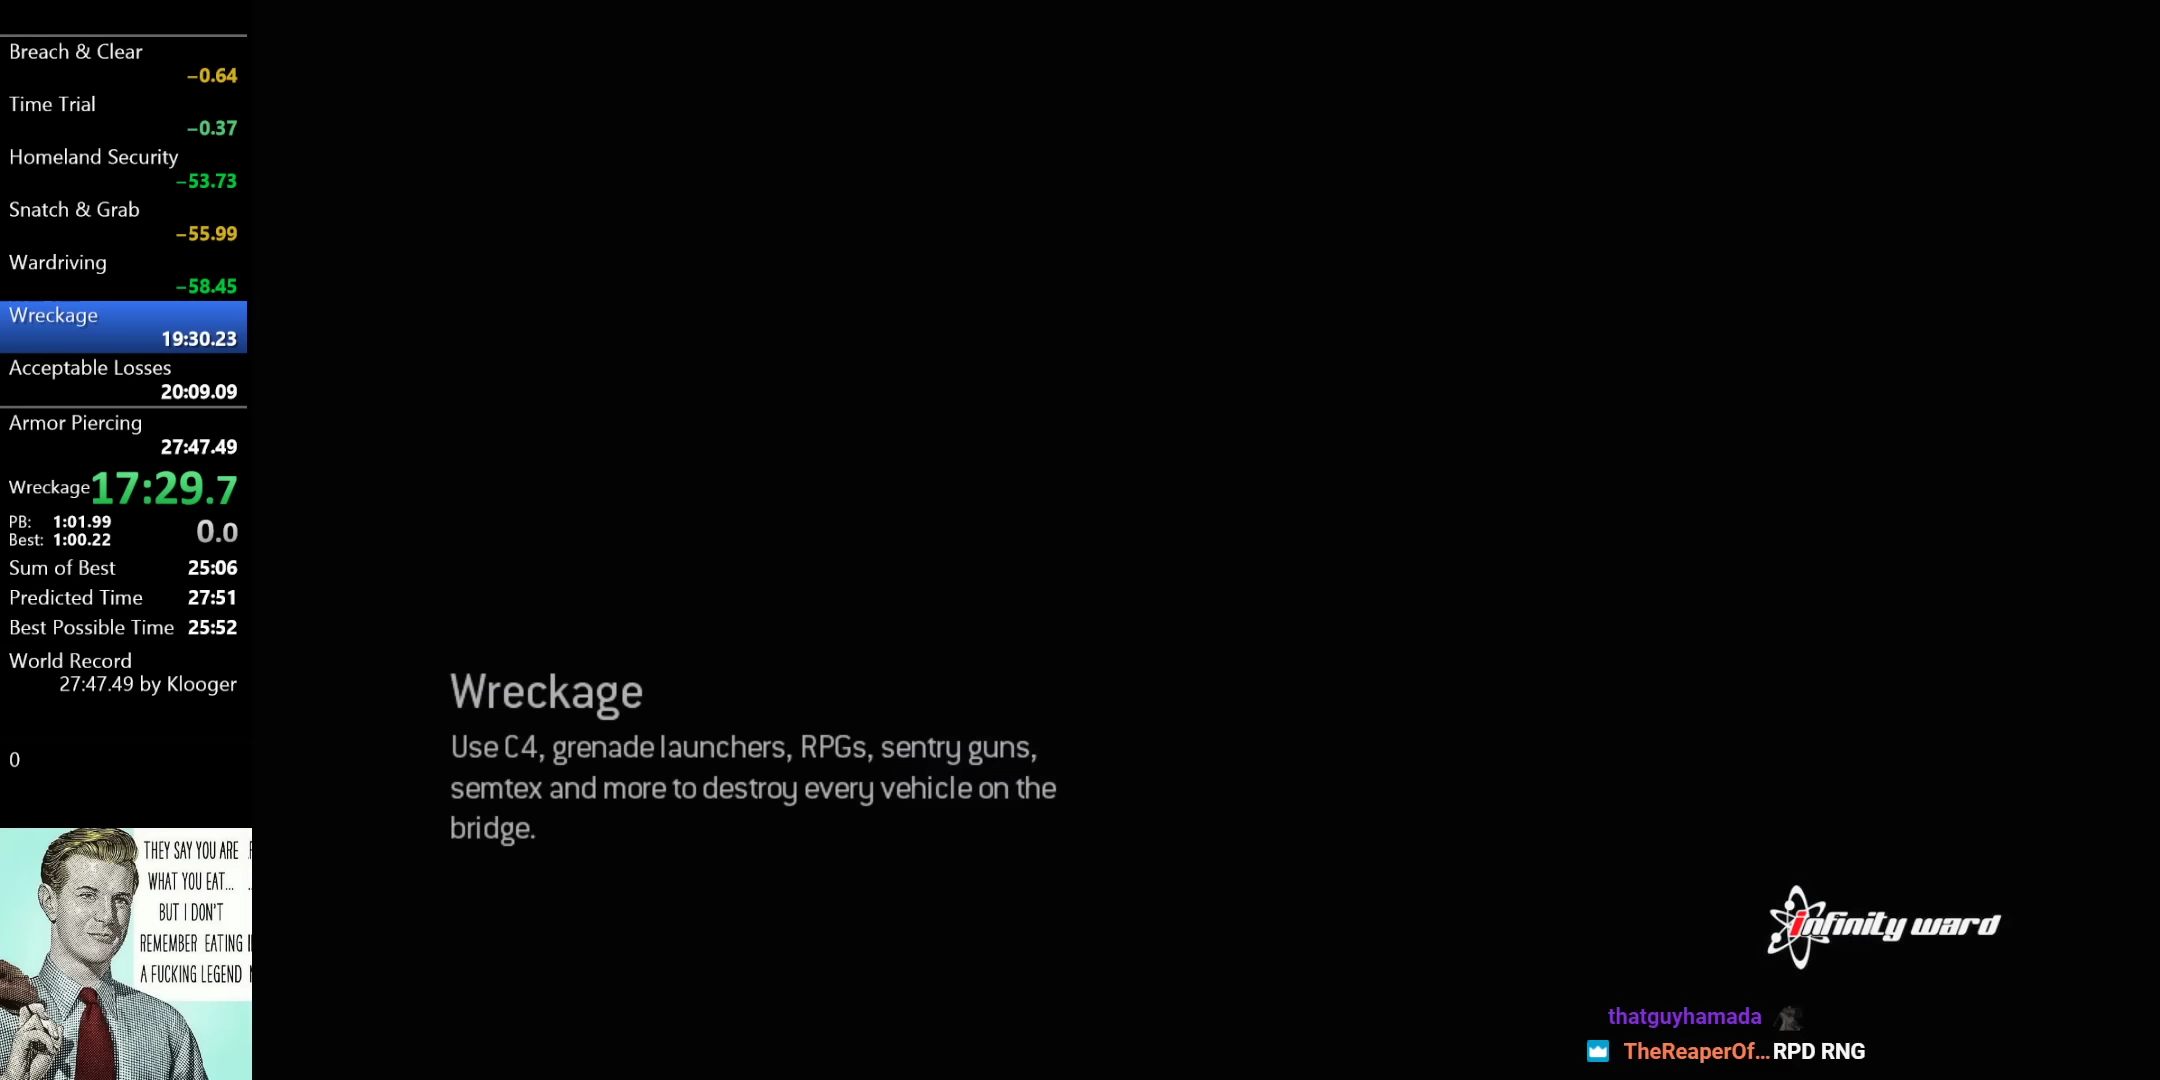 Breach & Clear
−0.64
Time Trial
−0.37
Homeland Security
−53.73
Snatch & Grab
−55.99
Wardriving
−58.45
Wreckage
19:30.23
Acceptable Losses
20:09.09
Armor Piercing
27:47.49
Wreckage 17:29.7
PB: 1:01.99
Best: 1:00.22
0.0
Sum of Best 25:06
Predicted Time 27:51
Best Possible Time 25:52
World Record
27:47.49 by Klooger
0
THEY SAY YOU ARE
WHAT YOU EAT...
BUT I DON'T
REMEMBER EATING
A FUCKING LEGEND
Wreckage
Use C4, grenade launchers, RPGs, sentry guns,
semtex and more to destroy every vehicle on the
bridge.
infinity ward
thatguyhamada
TheReaperOf... RPD RNG